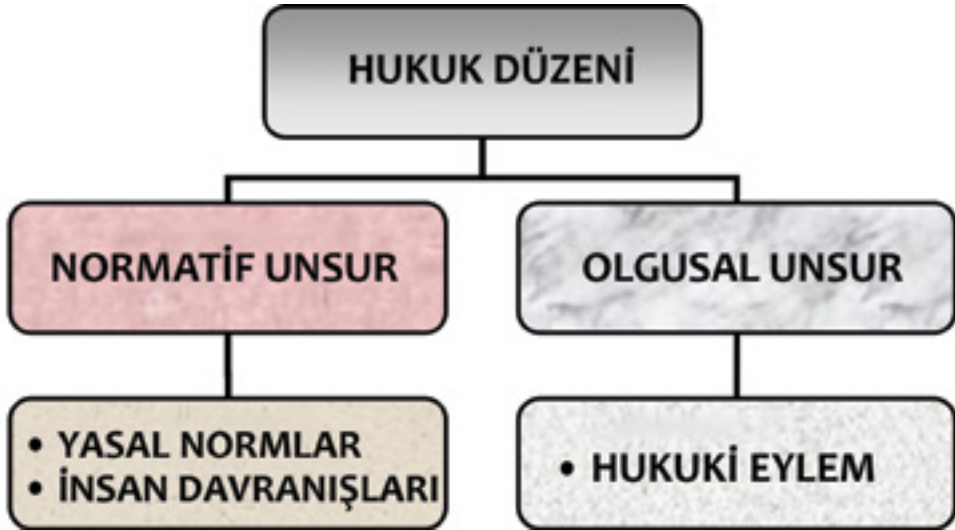 HUKUK DÜZENİ
NORMATİF UNSUR
OLGUSAL UNSUR
• YASAL NORMLAR
• İNSAN DAVRANIŞLARI
• HUKUKİ EYLEM